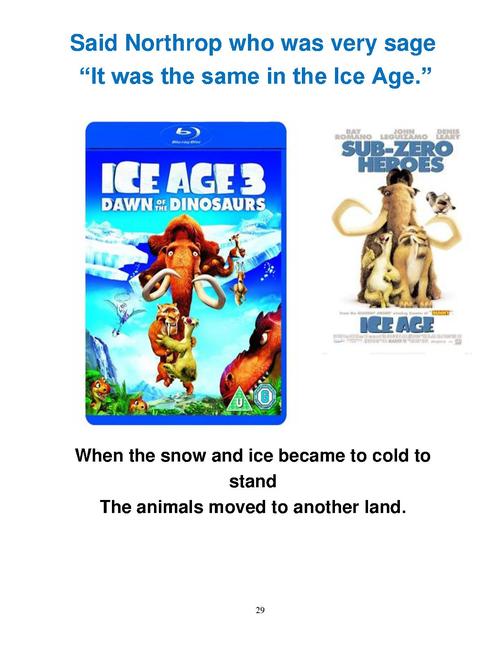 Said Northrop who was very sage
“It was the same in the Ice Age.”
Blu-ray Disc
ICE AGE 3
DAWN OF THE DINOSAURS
U
RAY ROMANO JOHN LEGUIZAMO DENIS LEARY
SUB-ZERO
HEROES
ICE AGE
When the snow and ice became to cold to
stand
The animals moved to another land.
29